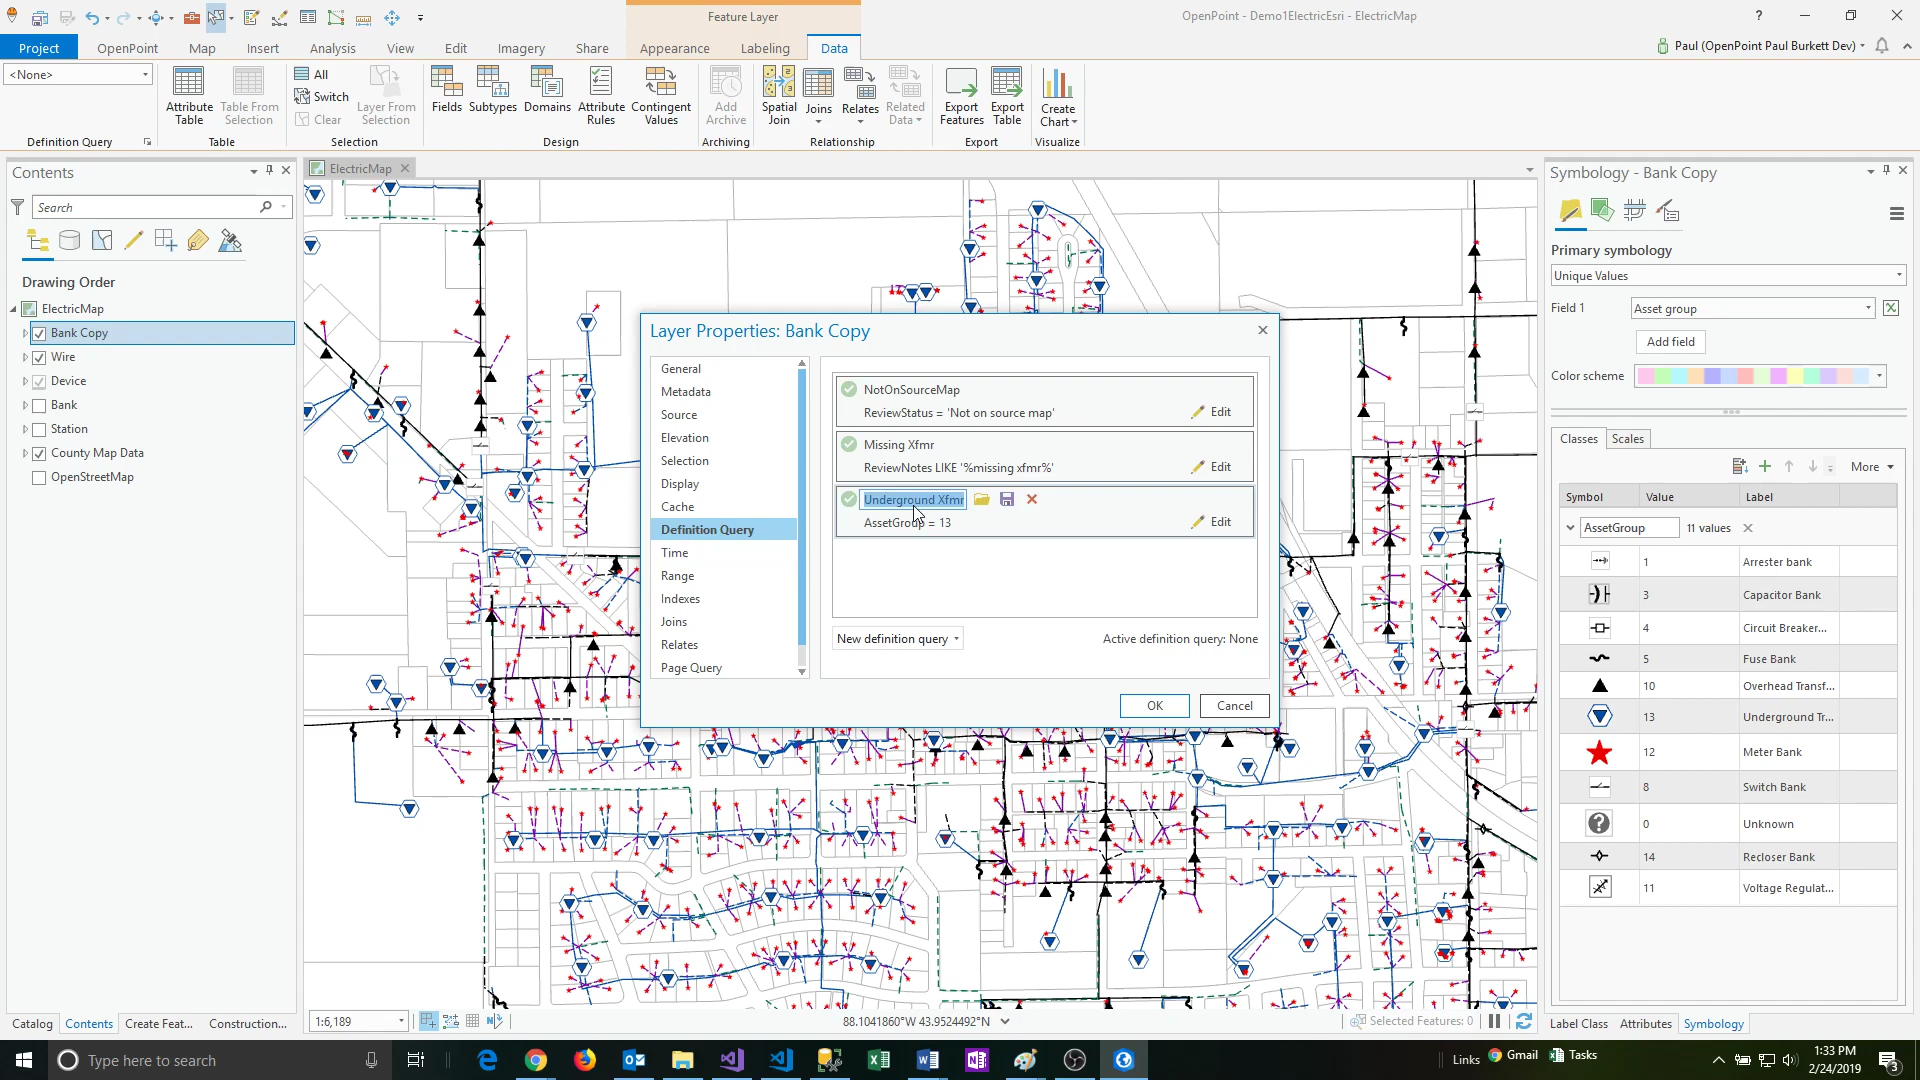 Feature Layer
OpenPoint - Demo1ElectricEsri - ElectricMap
?
Project
OpenPoint
Map
Insert
Analysis
View
Edit
Imagery
Share
Appearance
Labeling
Data
Paul (OpenPoint Paul Burkett Dev)
<None>
Definition Query
Attribute Table
Table From Selection
Table
All
Switch
Clear
Layer From Selection
Selection
Fields
Subtypes
Domains
Attribute Rules
Contingent Values
Design
Add Archive
Archiving
Spatial Join
Joins
Relates
Related Data
Relationship
Export Features
Export Table
Export
Create Chart
Visualize
Contents
Search
Drawing Order
ElectricMap
Bank Copy
Wire
Device
Bank
Station
County Map Data
OpenStreetMap
Catalog
Contents
Create Feat...
Construction...
ElectricMap
Layer Properties: Bank Copy
General
Metadata
Source
Elevation
Selection
Display
Cache
Definition Query
Time
Range
Indexes
Joins
Relates
Page Query
NotOnSourceMap
ReviewStatus = 'Not on source map'
Edit
Missing Xfmr
ReviewNotes LIKE '%missing xfmr%'
Edit
Underground Xfmr
AssetGroup = 13
Edit
New definition query
Active definition query: None
OK
Cancel
1:6,189
88.1041860°W 43.9524492°N
Selected Features: 0
Symbology - Bank Copy
Primary symbology
Unique Values
Field 1
Asset group
Add field
Color scheme
Classes
Scales
More
Symbol
Value
Label
AssetGroup
11 values
1
Arrester bank
3
Capacitor Bank
4
Circuit Breaker...
5
Fuse Bank
10
Overhead Transf...
13
Underground Tr...
12
Meter Bank
8
Switch Bank
0
Unknown
14
Recloser Bank
11
Voltage Regulat...
Label Class
Attributes
Symbology
Type here to search
Links
Gmail
Tasks
1:33 PM
2/24/2019
3